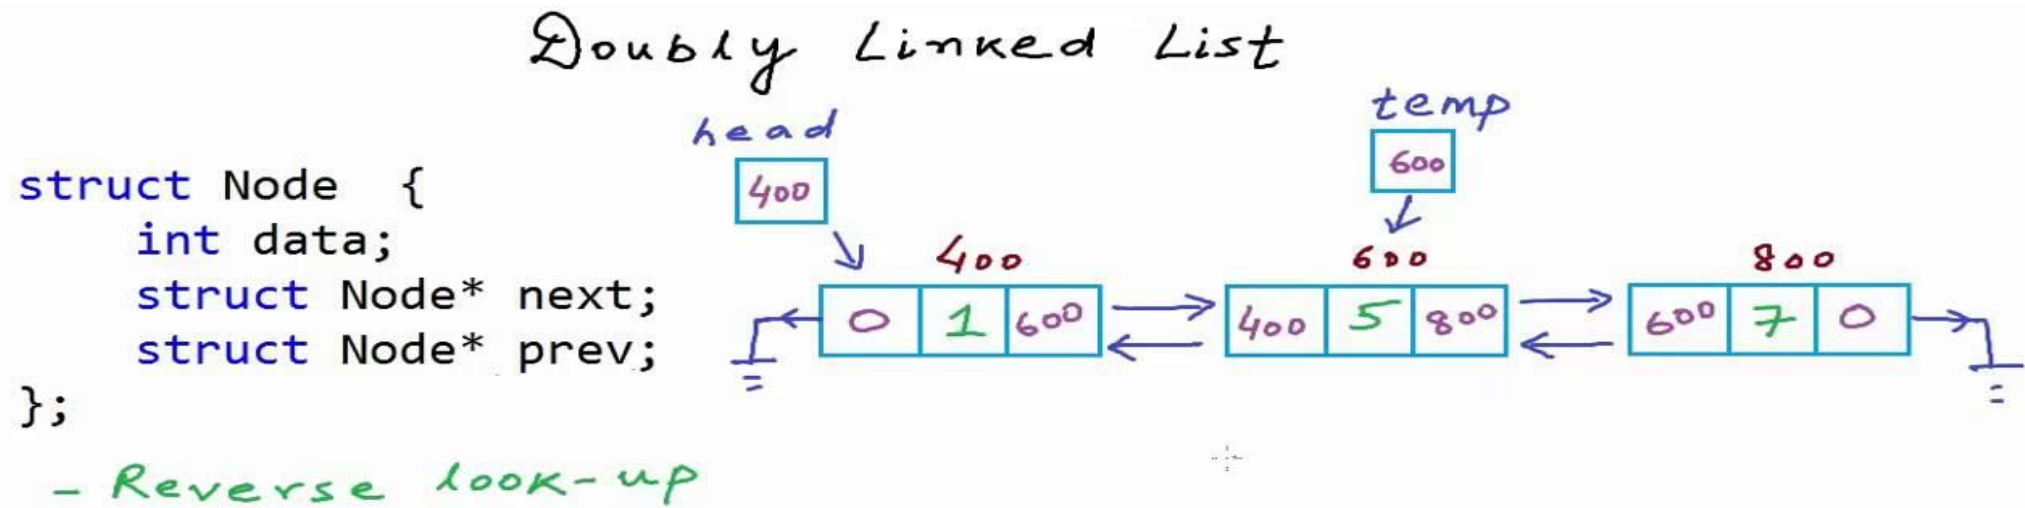 Doubly Linked List
struct Node {
int data;
struct Node* next;
struct Node* prev;
};
- Reverse look-up
head
400
temp
600
400
600
800
0 1 600
400 5 800
600 7 0